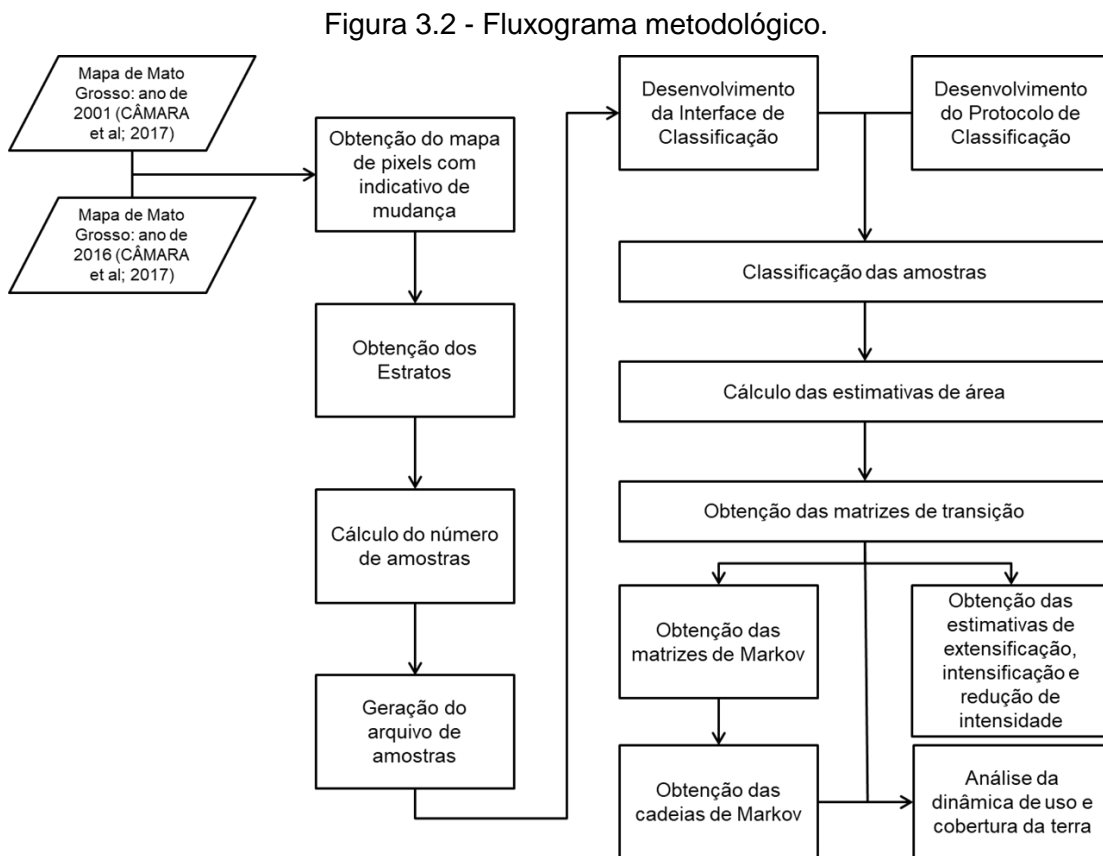 Figura 3.2 - Fluxograma metodológico.
Mapa de Mato
Grosso: ano de
2001 (CÂMARA
et al; 2017)
Mapa de Mato
Grosso: ano de
2016 (CÂMARA
et al; 2017)
Obtenção do mapa
de pixels com
indicativo de
mudança
Obtenção dos
Estratos
Cálculo do número
de amostras
Geração do
arquivo de
amostras
Desenvolvimento
da Interface de
Classificação
Desenvolvimento
do Protocolo de
Classificação
Classificação das amostras
Cálculo das estimativas de área
Obtenção das matrizes de transição
Obtenção das
matrizes de Markov
Obtenção das
estimativas de
extensificação,
intensificação e
redução de
intensidade
Obtenção das
cadeias de Markov
Análise da
dinâmica de uso e
cobertura da terra